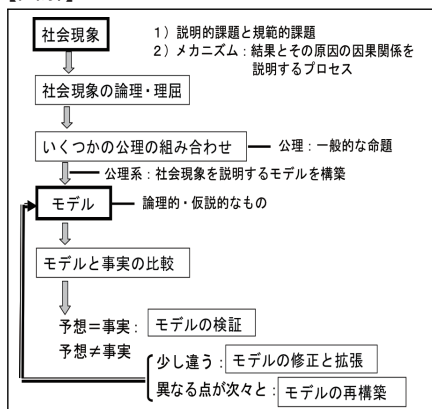 社会現象
1）説明的課題と規範的課題
2）メカニズム：結果とその原因の因果関係を
説明するプロセス
社会現象の論理・理屈
いくつかの公理の組み合わせ
公理：一般的な命題
公理系：社会現象を説明するモデルを構築
モデル
論理的・仮説的なもの
モデルと事実の比較
予想＝事実：モデルの検証
予想≠事実
少し違う：モデルの修正と拡張
異なる点が次々と：モデルの再構築